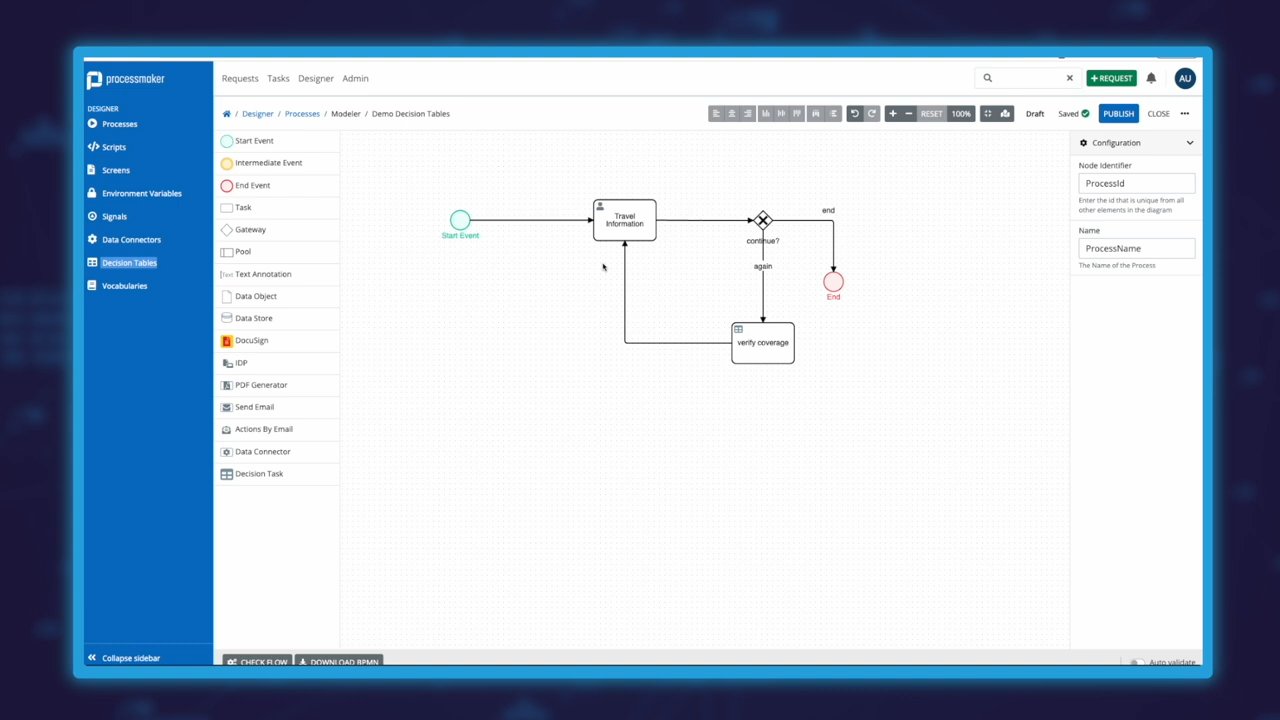 processmaker
Requests Tasks Designer Admin
+ REQUEST
AU
DESIGNER
Processes
Scripts
Screens
Environment Variables
Signals
Data Connectors
Decision Tables
Vocabularies
Collapse sidebar
Designer / Processes / Modeler / Demo Decision Tables
RESET 100%
Draft Saved PUBLISH CLOSE
Start Event
Intermediate Event
End Event
Task
Gateway
Pool
Text Text Annotation
Data Object
Data Store
DocuSign
IDP
PDF Generator
Send Email
Actions By Email
Data Connector
Decision Task
Start Event
Travel
Information
continue?
end
again
End
verify coverage
Configuration
Node Identifier
ProcessId
Enter the id that is unique from all
other elements in the diagram
Name
ProcessName
The Name of the Process
CHECK FLOW DOWNLOAD BPMN
Auto validate